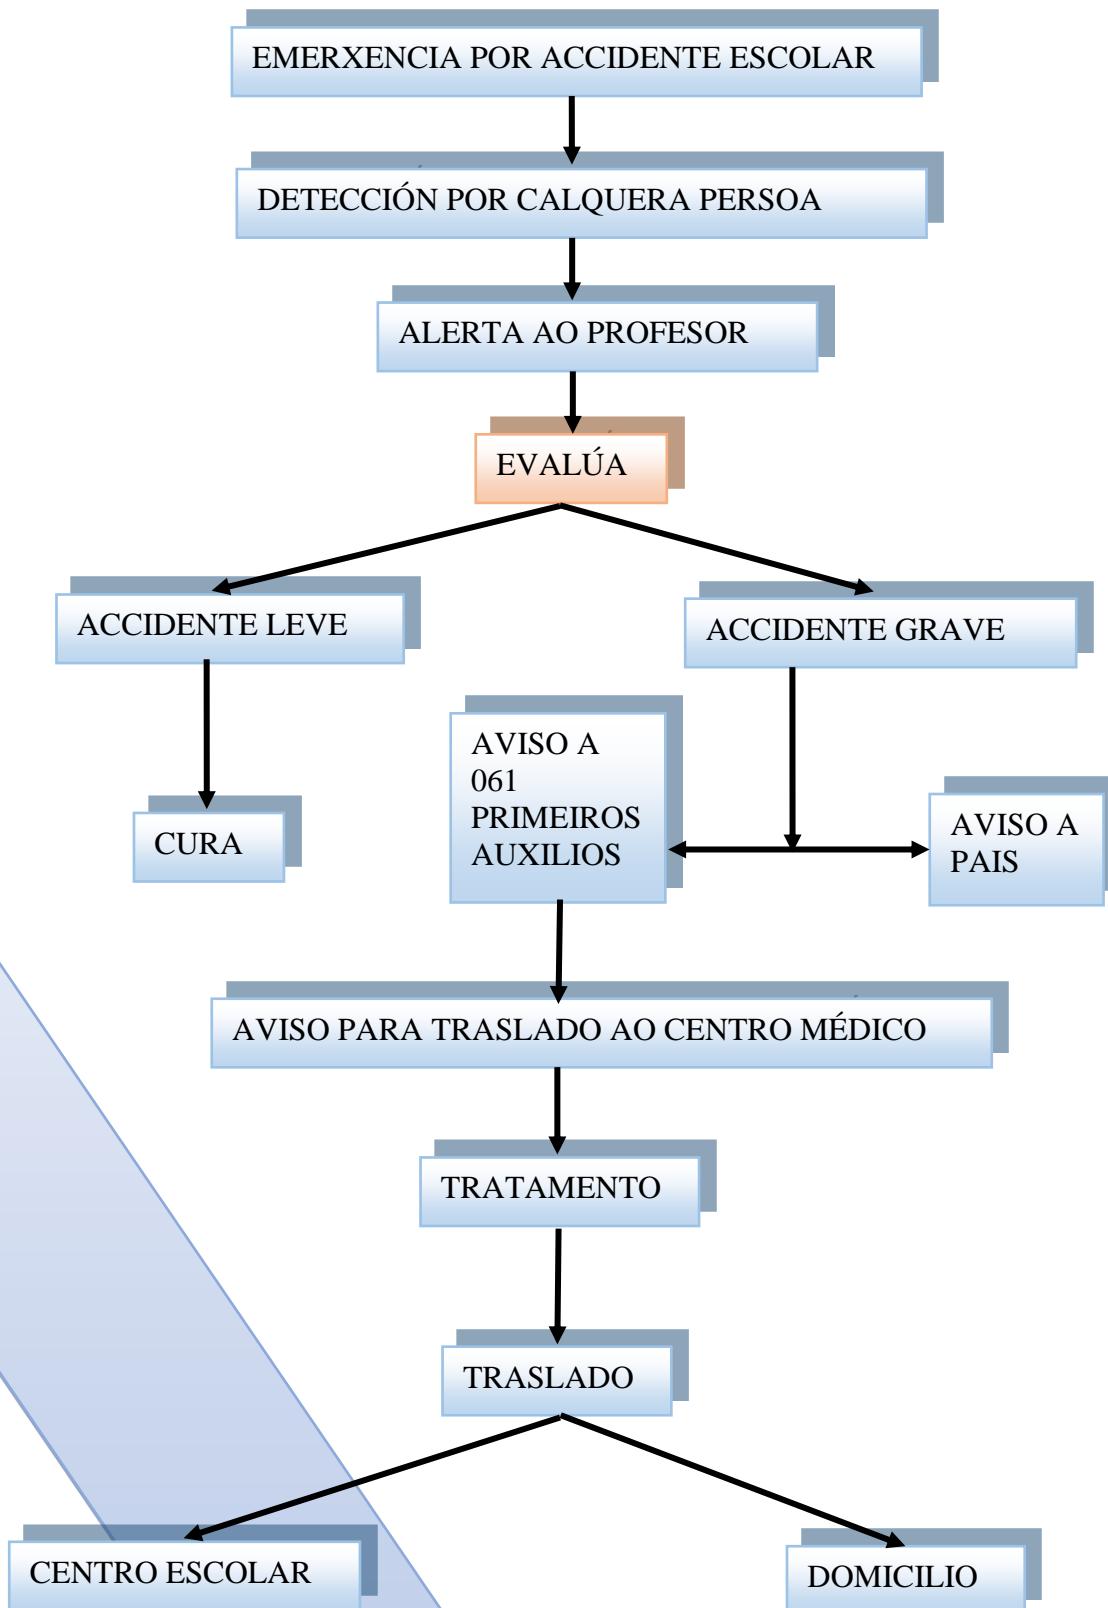 EMERXENCIA POR ACCIDENTE ESCOLAR
DETECCIÓN POR CALQUERA PERSOA
ALERTA AO PROFESOR
EVALÚA
ACCIDENTE LEVE
ACCIDENTE GRAVE
AVISO A
061
PRIMEIROS
AUXILIOS
CURA
AVISO A
PAIS
AVISO PARA TRASLADO AO CENTRO MÉDICO
TRATAMENTO
TRASLADO
CENTRO ESCOLAR
DOMICILIO